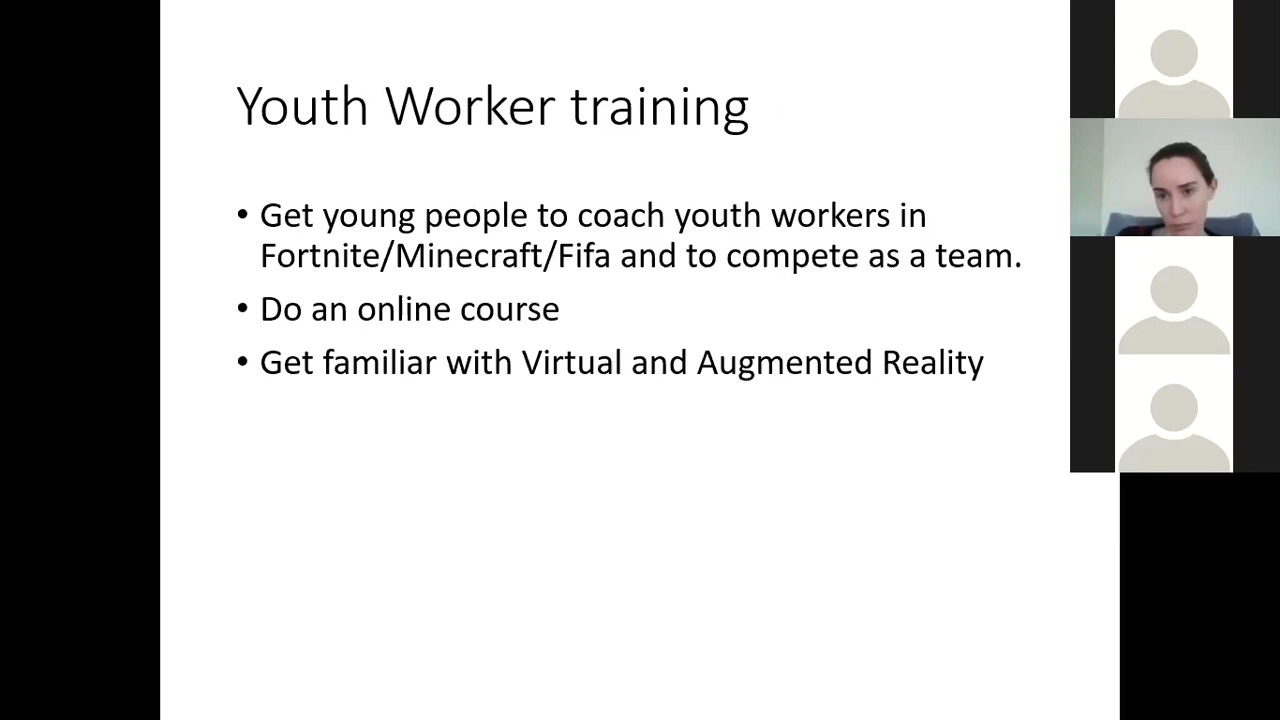 Youth Worker training
• Get young people to coach youth workers in
Fortnite/Minecraft/Fifa and to compete as a team.
• Do an online course
• Get familiar with Virtual and Augmented Reality